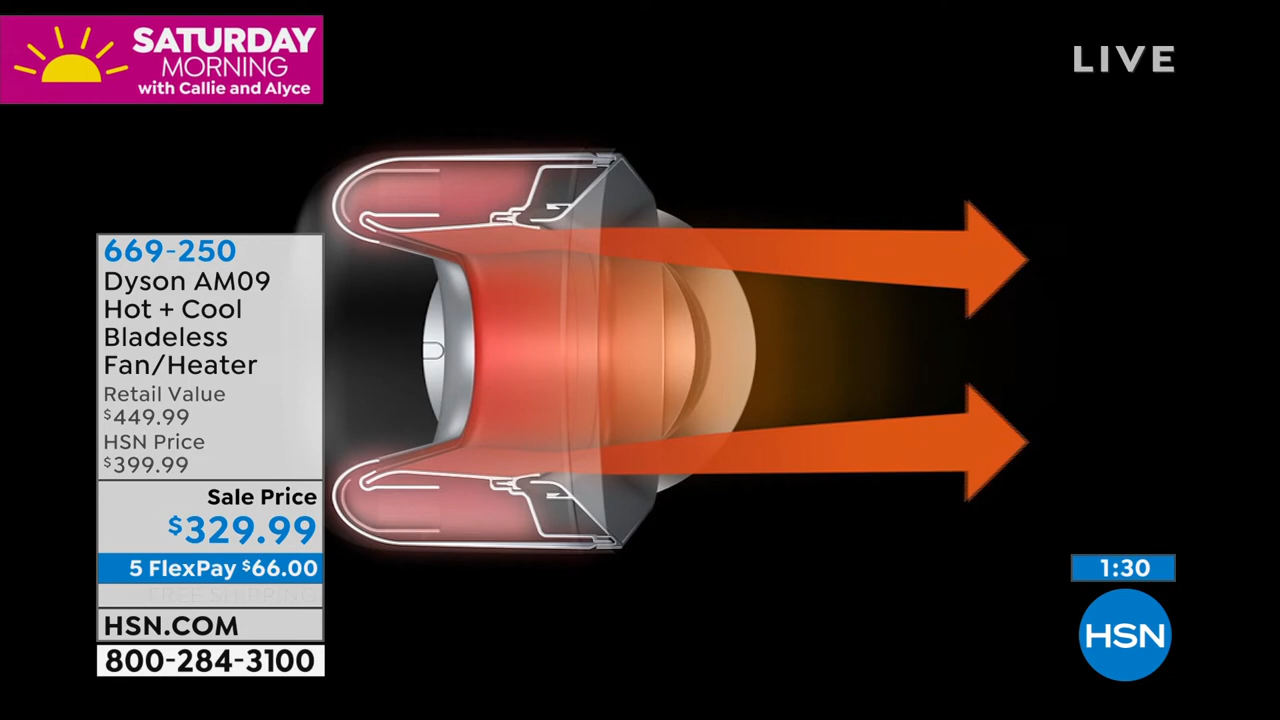 SATURDAY
MORNING
with Callie and Alyce
LIVE
669-250
Dyson AM09
Hot + Cool
Bladeless
Fan/Heater
Retail Value
$449.99
HSN Price
$399.99
Sale Price
$329.99
5 FlexPay $66.00
FREE SHIPPING
HSN.COM
800-284-3100
1:30
HSN